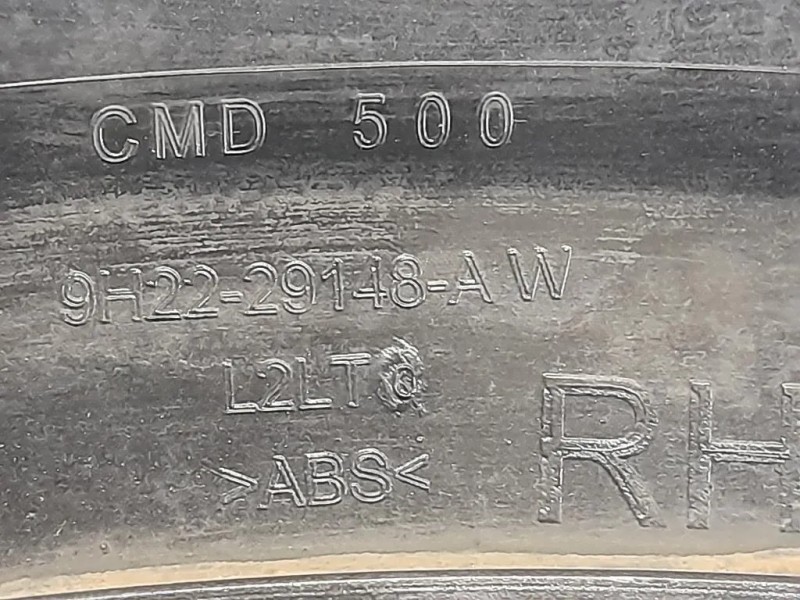 CMD 500
9H22-29148-AW
L2LT
>ABS<
RH